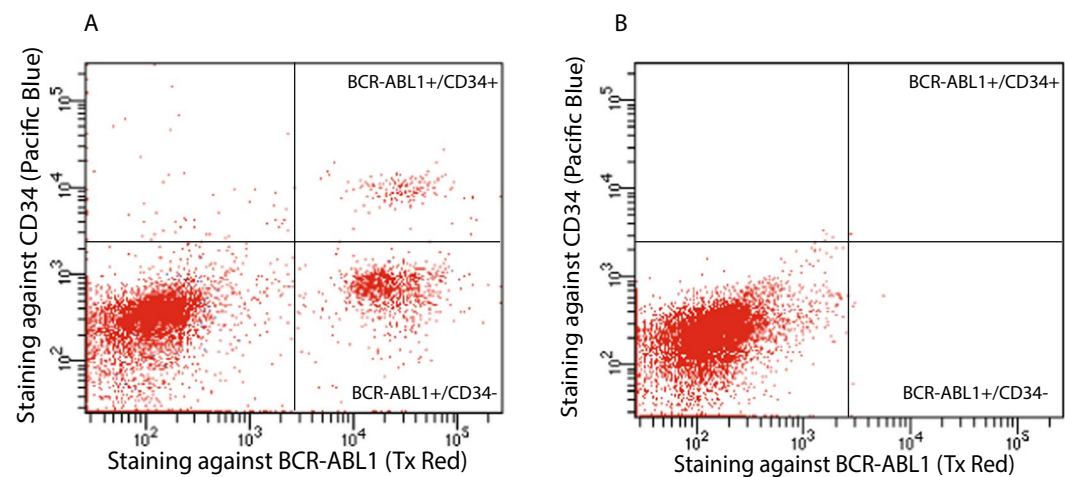 A
Staining against CD34 (Pacific Blue)
BCR-ABL1+/CD34+
10^5
10^4
10^3
10^2
BCR-ABL1+/CD34-
10^2 10^3 10^4 10^5
Staining against BCR-ABL1 (Tx Red)
B
Staining against CD34 (Pacific Blue)
BCR-ABL1+/CD34+
10^5
10^4
10^3
10^2
BCR-ABL1+/CD34-
10^2 10^3 10^4 10^5
Staining against BCR-ABL1 (Tx Red)